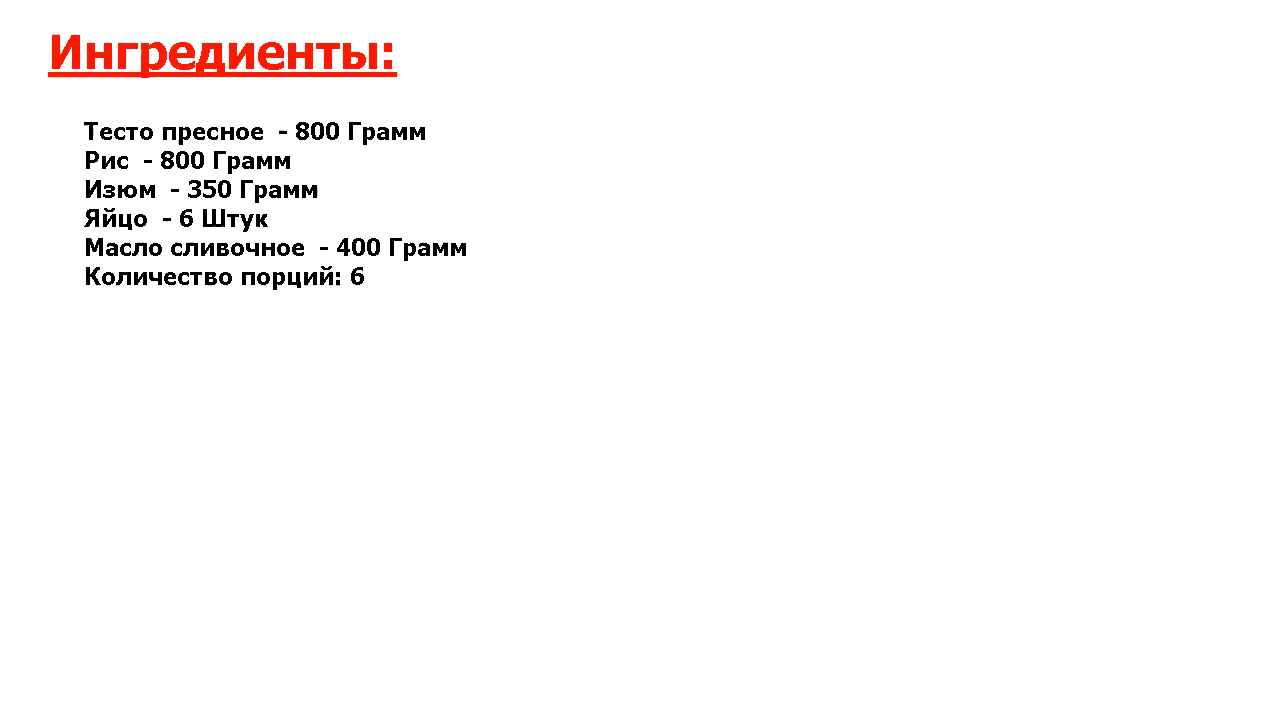 Ингредиенты:
Тесто пресное  - 800 Грамм
Рис  - 800 Грамм
Изюм  - 350 Грамм
Яйцо  - 6 Штук
Масло сливочное  - 400 Грамм
Количество порций: 6